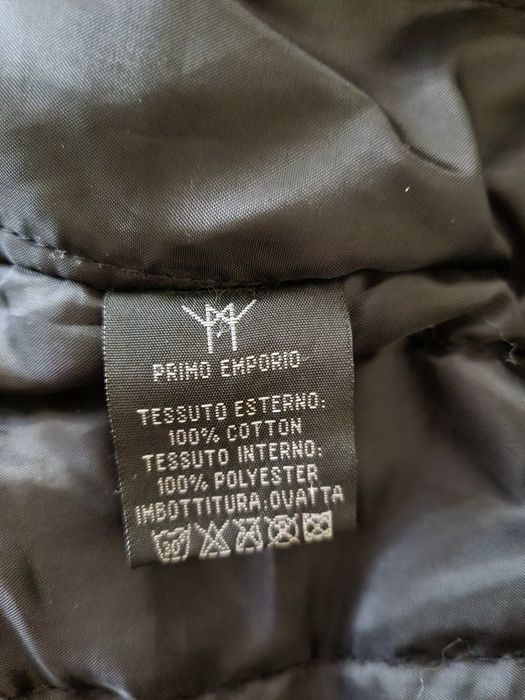 PRIMO EMPORIO
TESSUTO ESTERNO:
100% COTTON
TESSUTO INTERNO:
100% POLYESTER
IMBOTTITURA:OVATTA